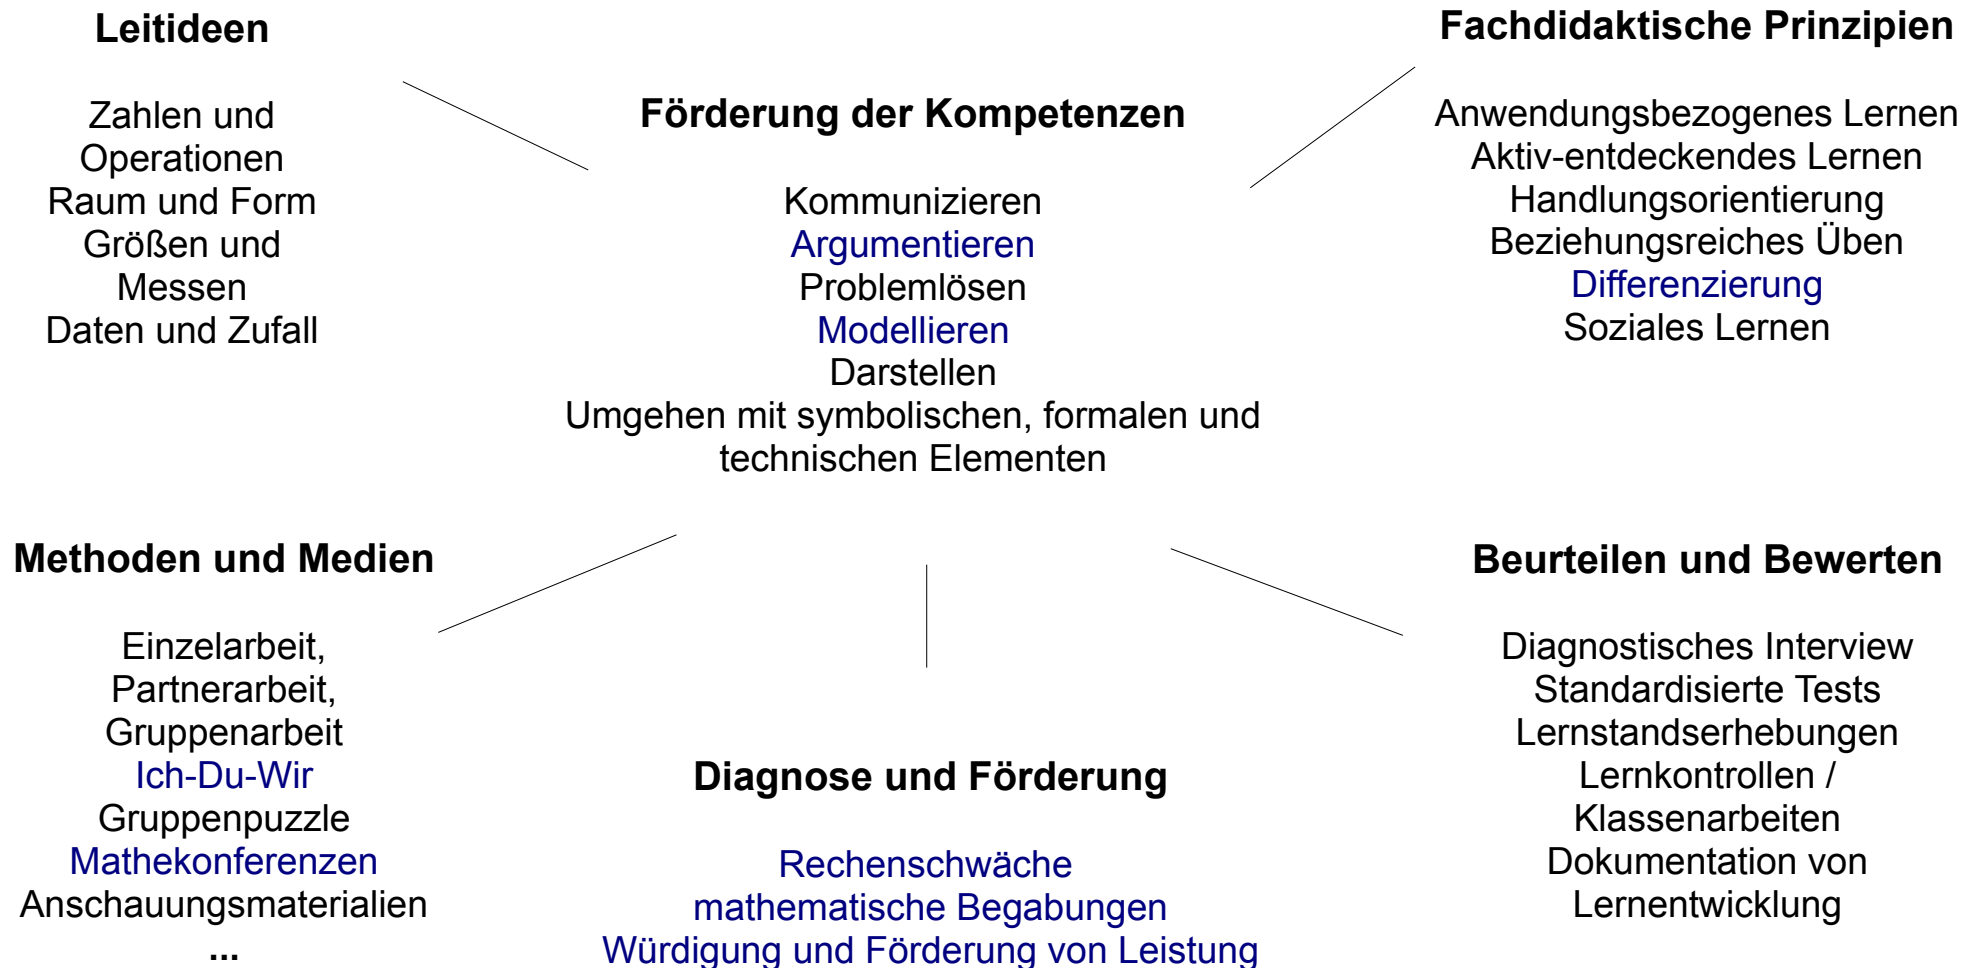 Leitideen
Zahlen und
Operationen
Raum und Form
Größen und
Messen
Daten und Zufall
Förderung der Kompetenzen
Kommunizieren
Argumentieren
Problemlösen
Modellieren
Darstellen
Umgehen mit symbolischen, formalen und
technischen Elementen
Fachdidaktische Prinzipien
Anwendungsbezogenes Lernen
Aktiv-entdeckendes Lernen
Handlungsorientierung
Beziehungsreiches Üben
Differenzierung
Soziales Lernen
Methoden und Medien
Einzelarbeit,
Partnerarbeit,
Gruppenarbeit
Ich-Du-Wir
Gruppenpuzzle
Mathekonferenzen
Anschauungsmaterialien
...
Diagnose und Förderung
Rechenschwäche
mathematische Begabungen
Würdigung und Förderung von Leistung
Beurteilen und Bewerten
Diagnostisches Interview
Standardisierte Tests
Lernstandserhebungen
Lernkontrollen /
Klassenarbeiten
Dokumentation von
Lernentwicklung